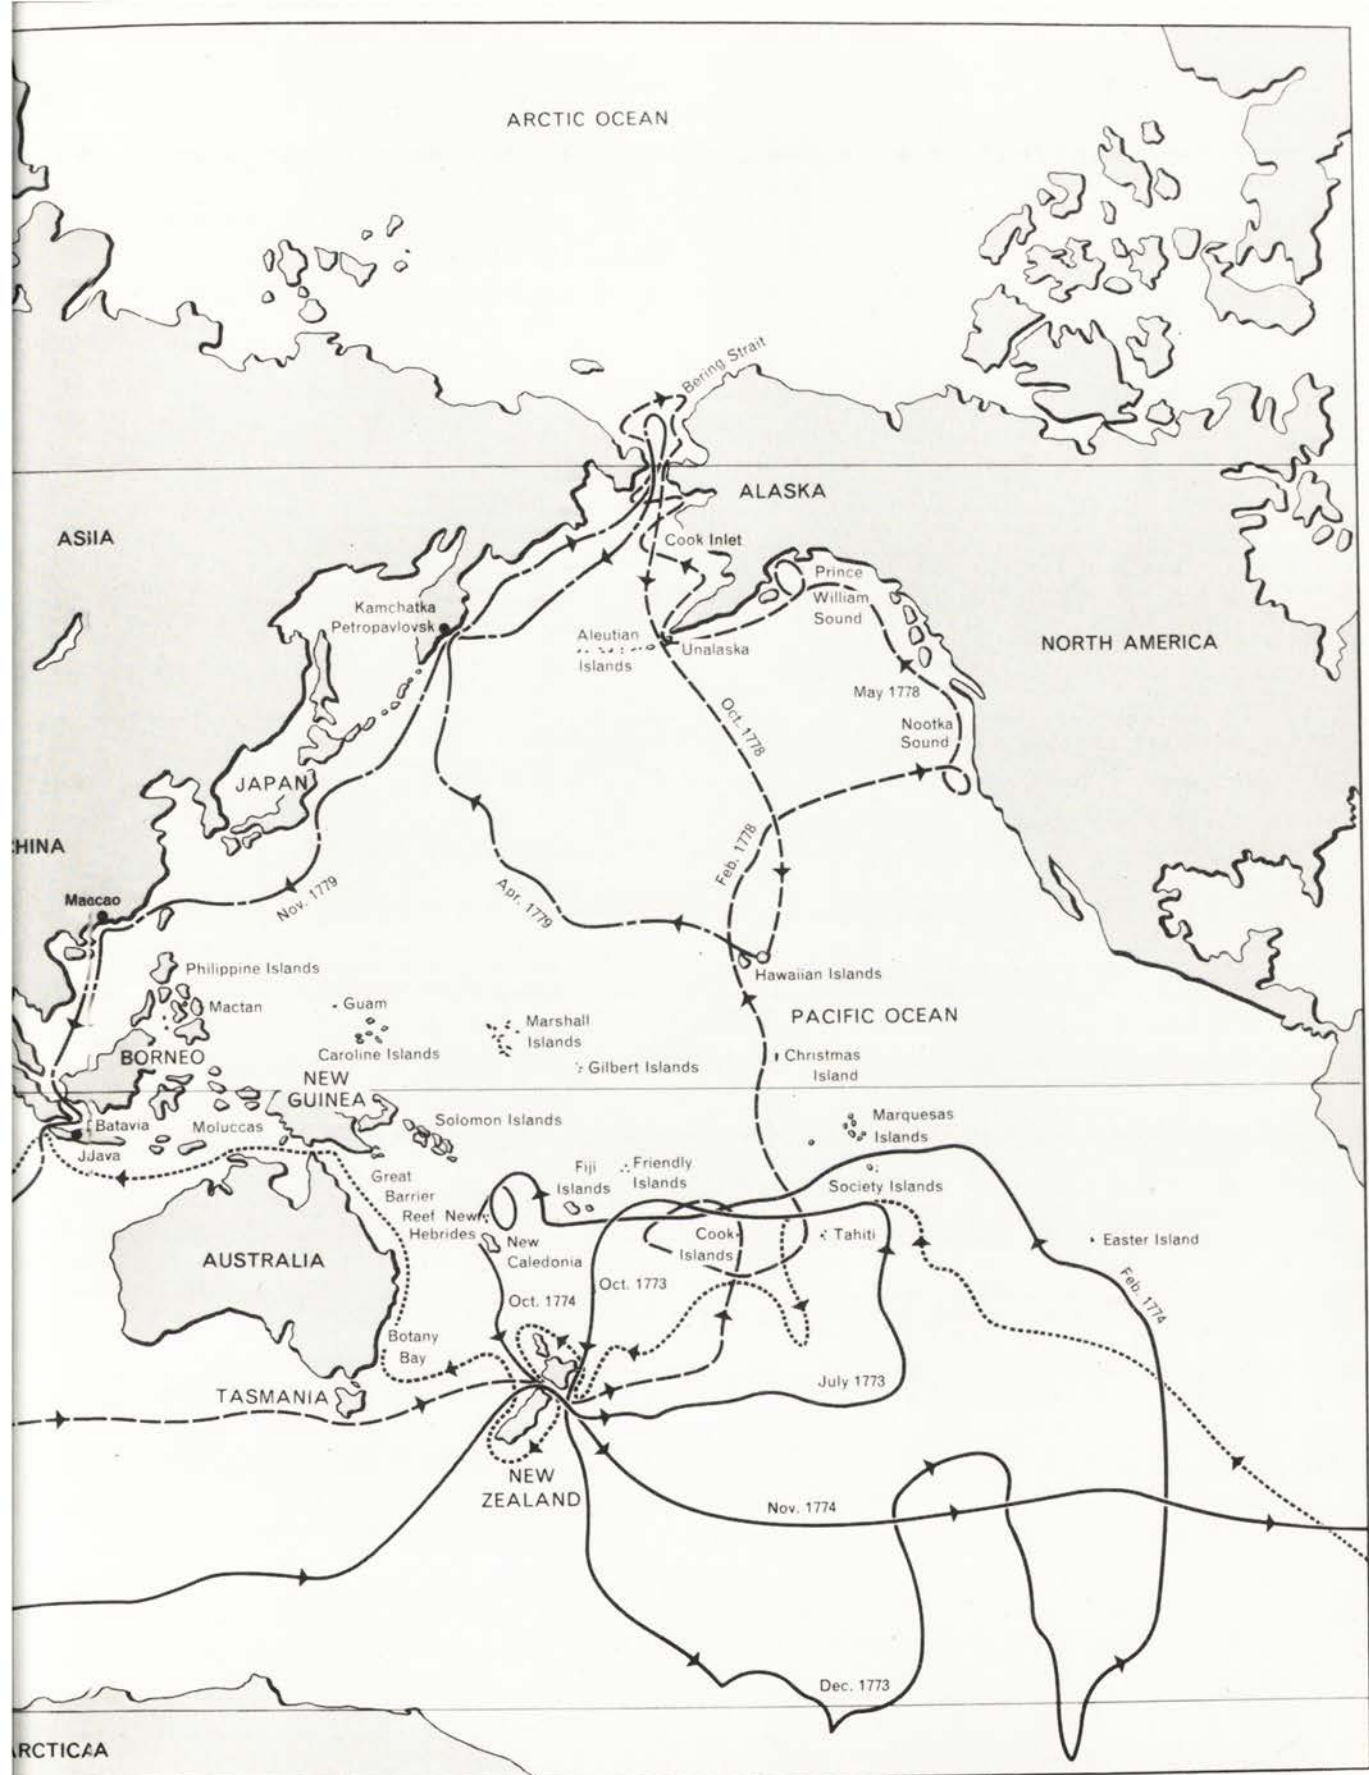 ARCTIC OCEAN
Bering Strait
ALASKA
ASIIA
Cook Inlet
Prince
William
Sound
Kamchatka
Petropavlovsk
Aleutian
Islands
Unalaska
NORTH AMERICA
May 1778
Oct. 1778
Nootka
Sound
JAPAN
HINA
Feb. 1778
Maacao
Nov. 1779
Apr. 1779
Hawaiian Islands
Philippine Islands
Mactan
Guam
Marshall
Islands
PACIFIC OCEAN
BORNEO
Caroline Islands
Gilbert Islands
Christmas
Island
NEW
GUINEA
Batavia
Moluccas
Solomon Islands
Marquesas
Islands
JJava
Great
Barrier
Reef
New
Hebrides
Fiji
Islands
Friendly
Islands
Society Islands
New
Caledonia
Cook
Islands
Tahiti
Easter Island
AUSTRALIA
Oct. 1773
Oct. 1774
Feb. 1774
Botany
Bay
TASMANIA
July 1773
NEW
ZEALAND
Nov. 1774
Dec. 1773
ARCTICAA